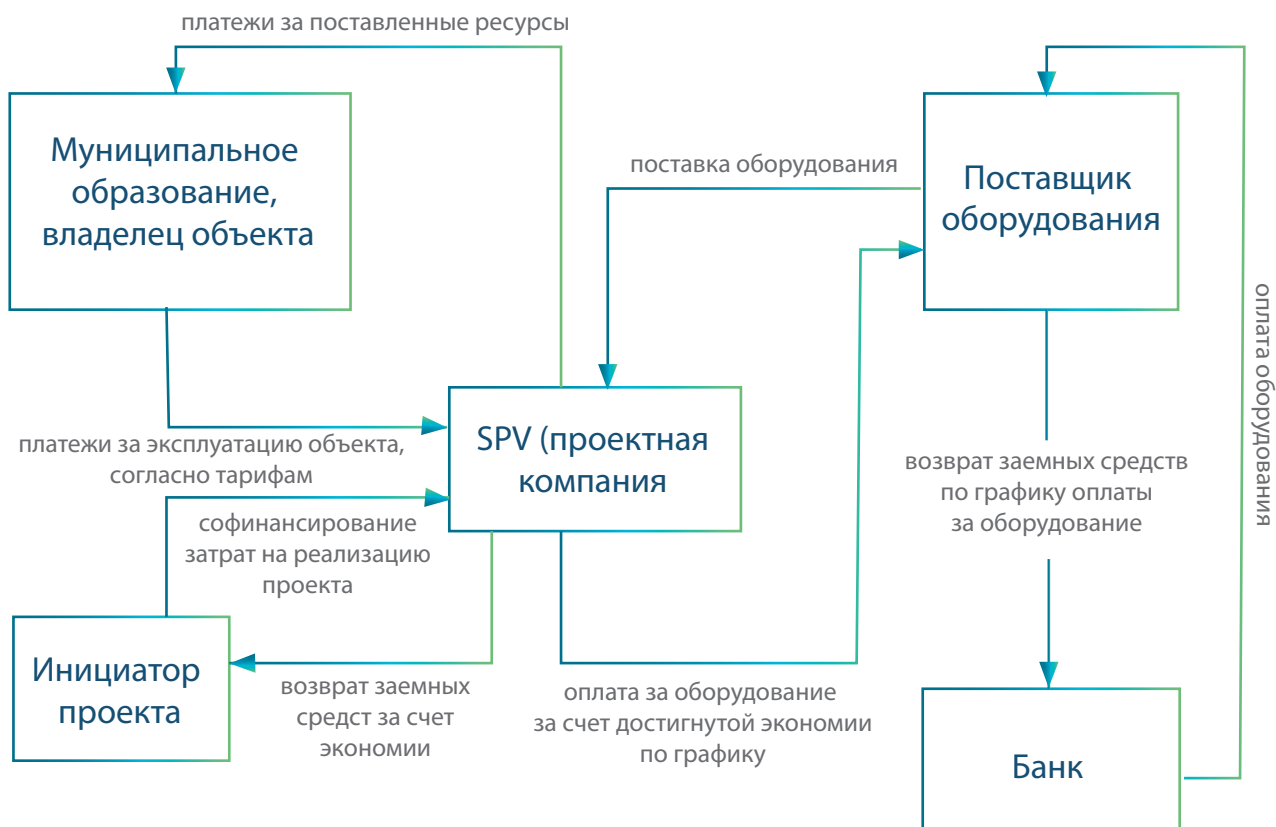 платежи за поставленные ресурсы
Муниципальное
образование,
владелец объекта
поставка оборудования
Поставщик
оборудования
оплата оборудования
платежи за эксплуатацию объекта,
согласно тарифам
SPV (проектная
компания
возврат заемных средств
по графику оплаты
за оборудование
софинансирование
затрат на реализацию
проекта
Инициатор
проекта
возврат заемных
средст за счет
экономии
оплата за оборудование
за счет достигнутой экономии
по графику
Банк